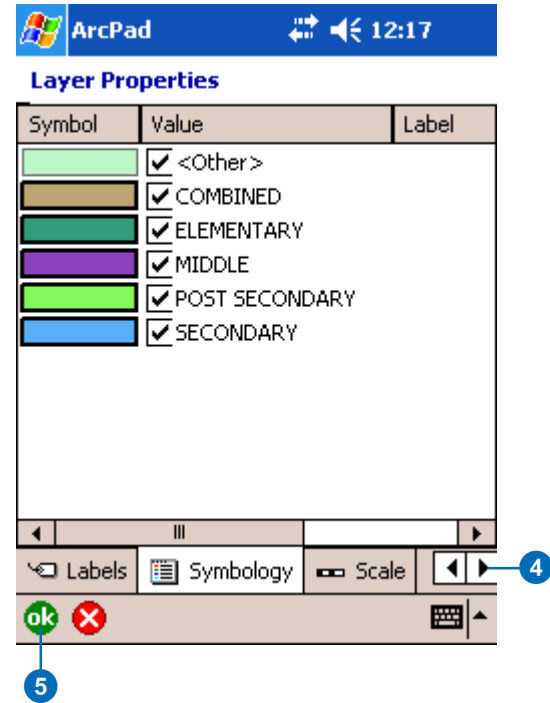 ArcPad 12:17
Layer Properties
Symbol Value Label
<Other>
COMBINED
ELEMENTARY
MIDDLE
POST SECONDARY
SECONDARY
Labels Symbology Scale 4
ok
5